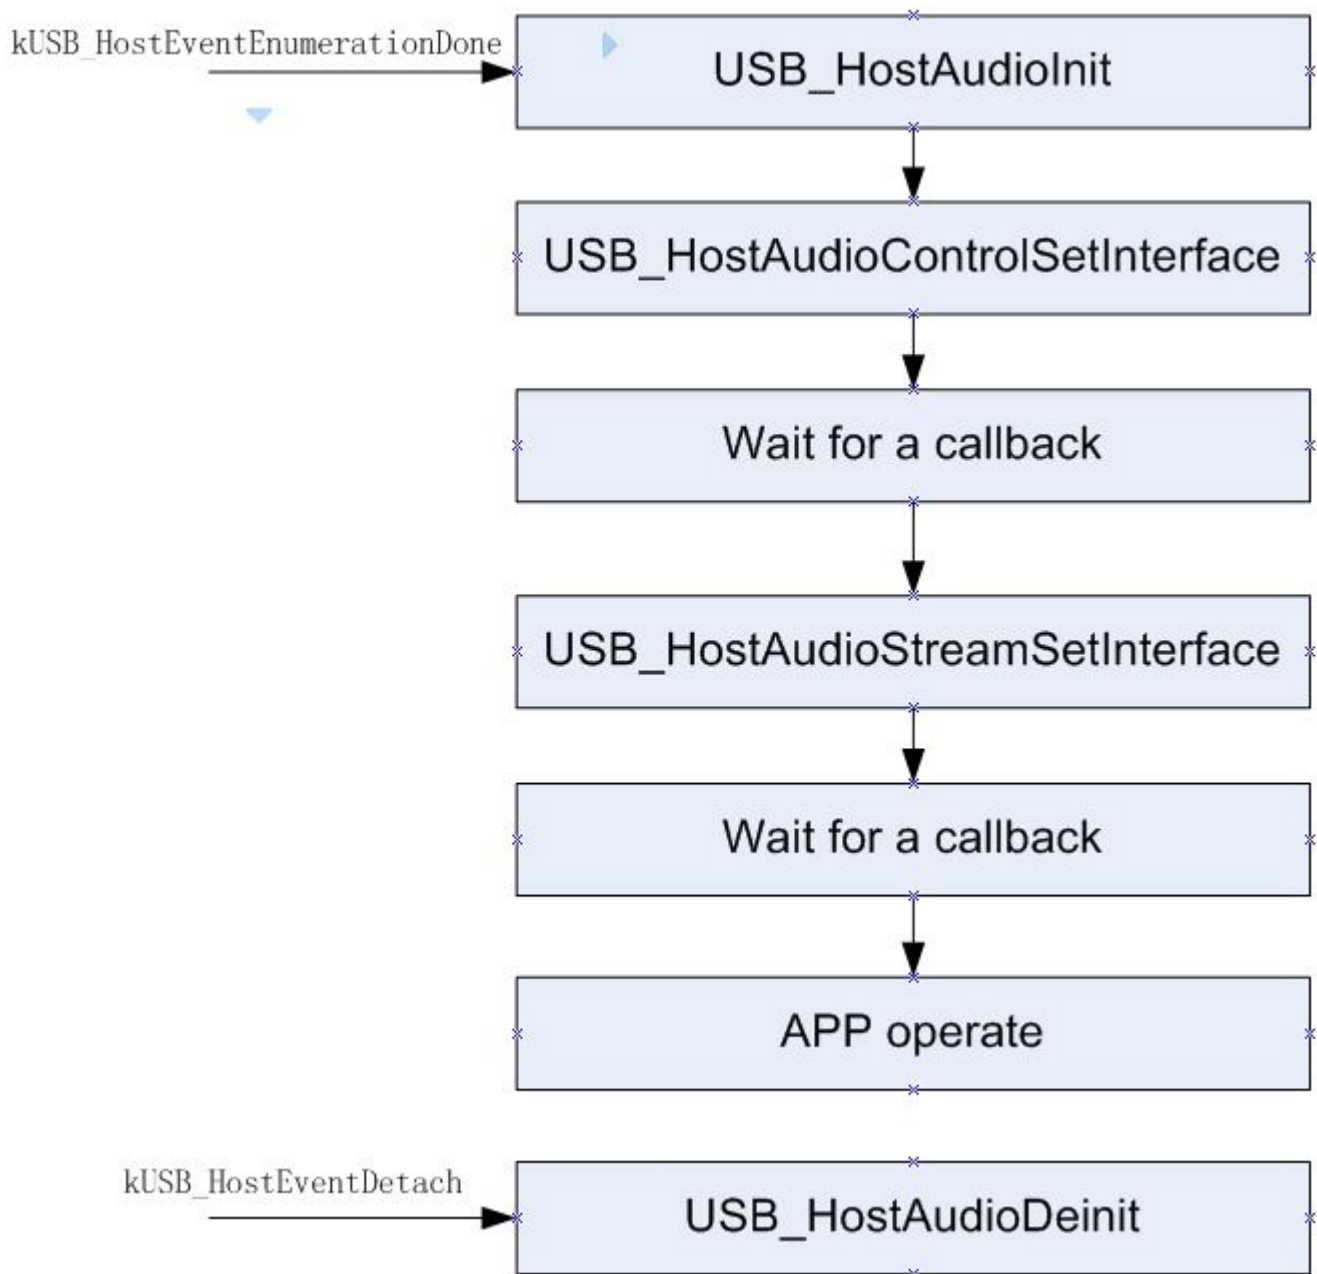 kUSB_HostEventEnumerationDone
USB_HostAudioInit
USB_HostAudioControlSetInterface
Wait for a callback
USB_HostAudioStreamSetInterface
Wait for a callback
APP operate
kUSB_HostEventDetach
USB_HostAudioDeinit